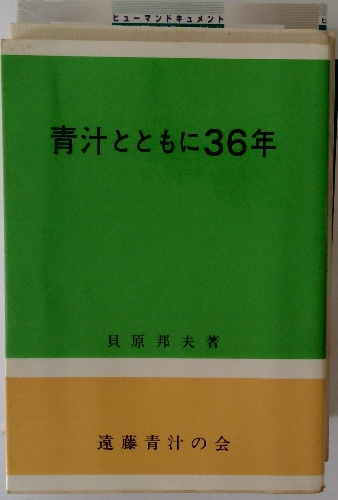 ヒューマンドキュメント
青汁とともに36年
貝原邦夫著
遠藤青汁の会